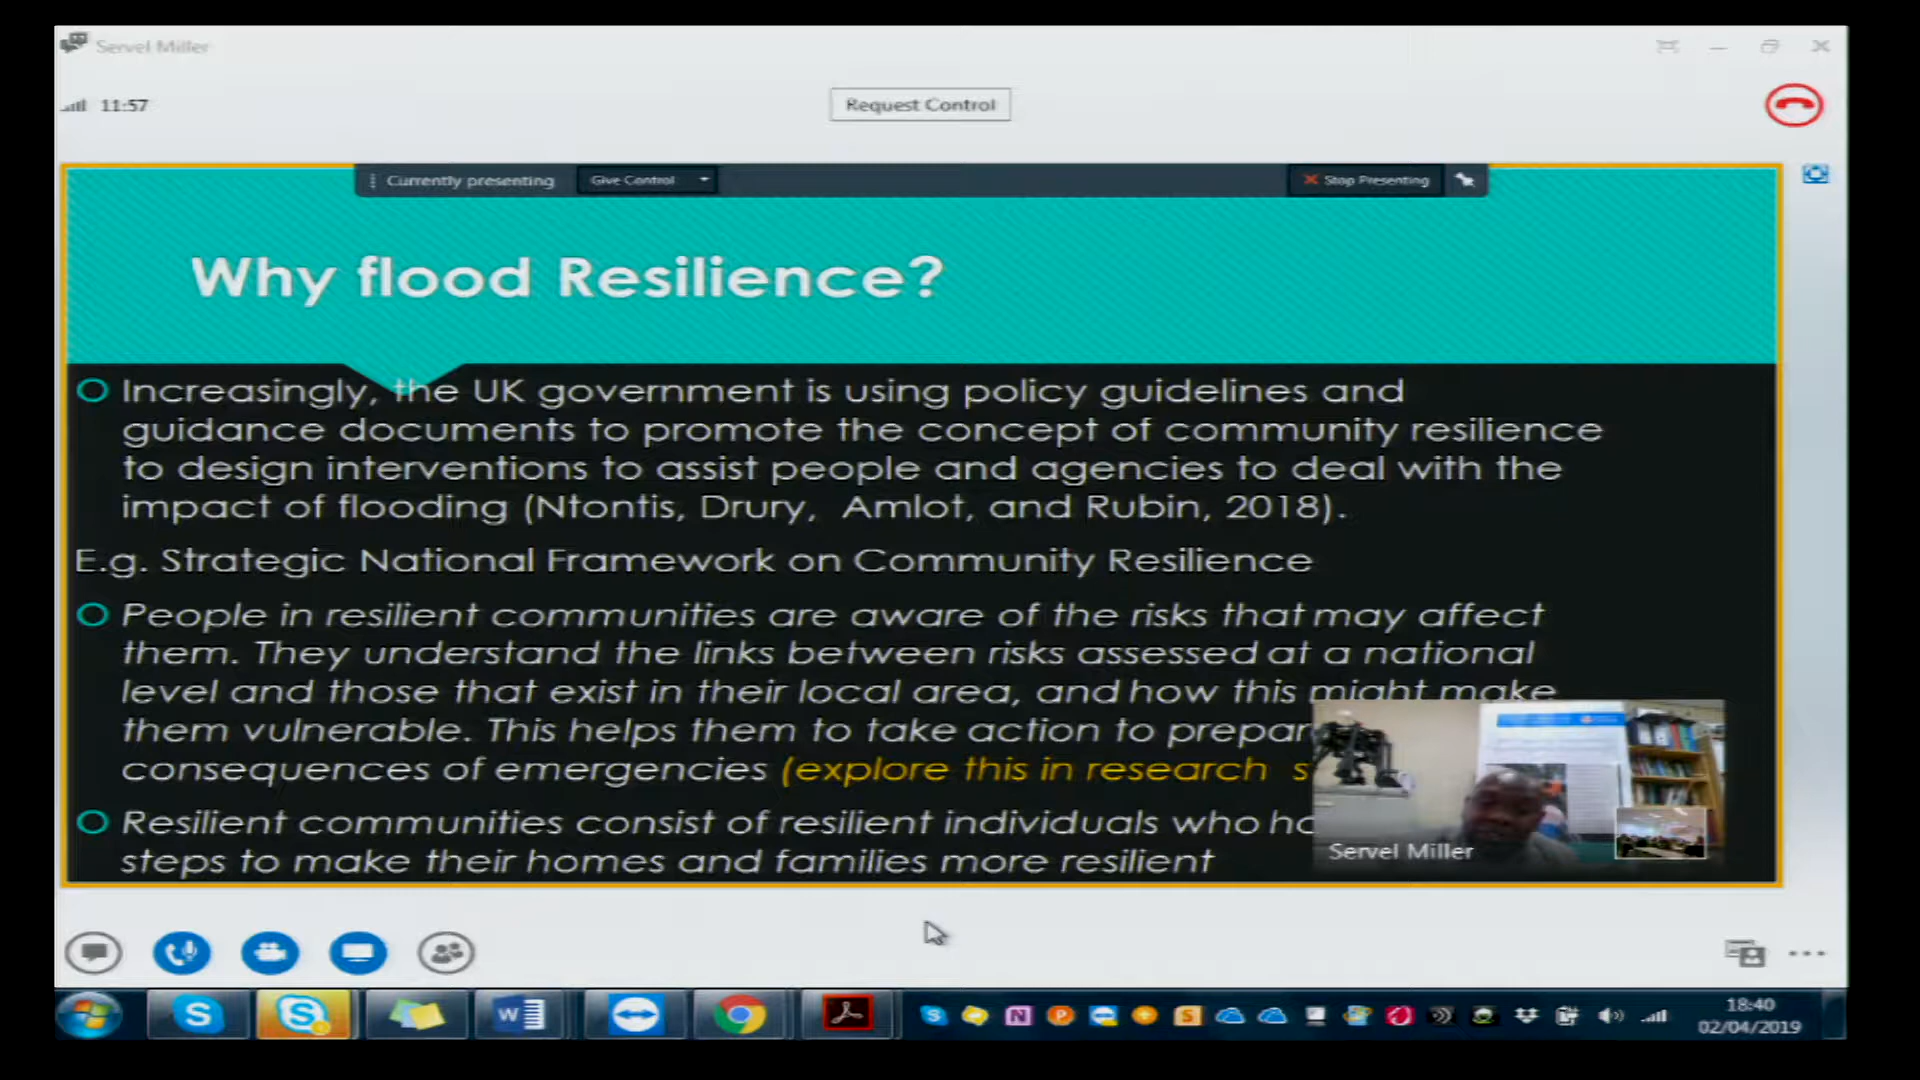 Servel Miller
11:57
Request Control
Currently presenting
Give Control
Stop Presenting
Why flood Resilience?
Increasingly, the UK government is using policy guidelines and
guidance documents to promote the concept of community resilience
to design interventions to assist people and agencies to deal with the
impact of flooding (Ntontis, Drury, Amlot, and Rubin, 2018).
E.g. Strategic National Framework on Community Resilience
People in resilient communities are aware of the risks that may affect
them. They understand the links between risks assessed at a national
level and those that exist in their local area, and how this might make
them vulnerable. This helps them to take action to prepar
consequences of emergencies (explore this in research s
Resilient communities consist of resilient individuals who ha
steps to make their homes and families more resilient
Servel Miller
18:40
02/04/2019